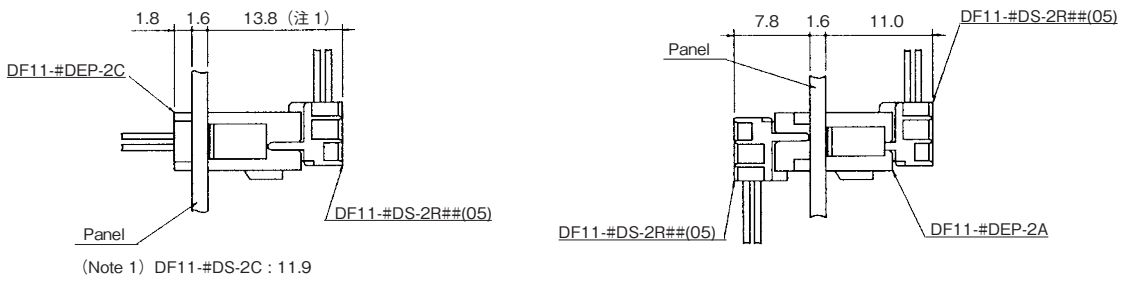 1.8 1.6 13.8（注 1）
DF11-#DEP-2C
DF11-#DS-2R##(05)
Panel
（Note 1）DF11-#DS-2C : 11.9
7.8 1.6 11.0
DF11-#DS-2R##(05)
Panel
DF11-#DS-2R##(05)
DF11-#DEP-2A